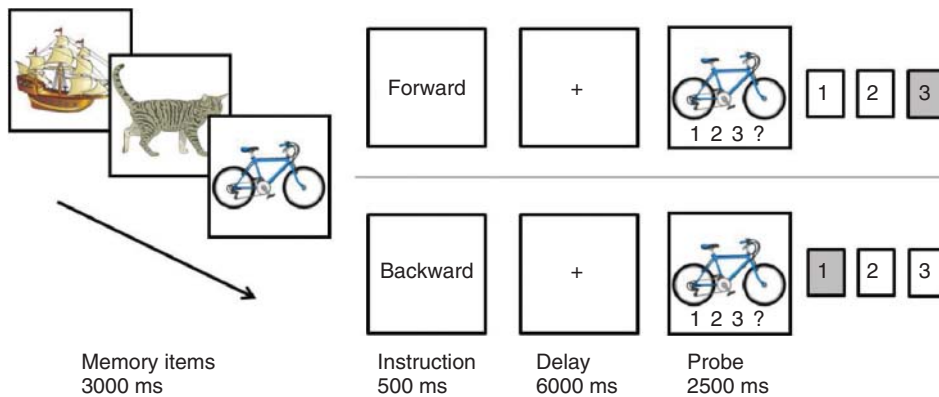 Forward
+
1 2 3 ?
1 2 3
Backward
+
1 2 3 ?
1 2 3
Memory items
3000 ms
Instruction
500 ms
Delay
6000 ms
Probe
2500 ms